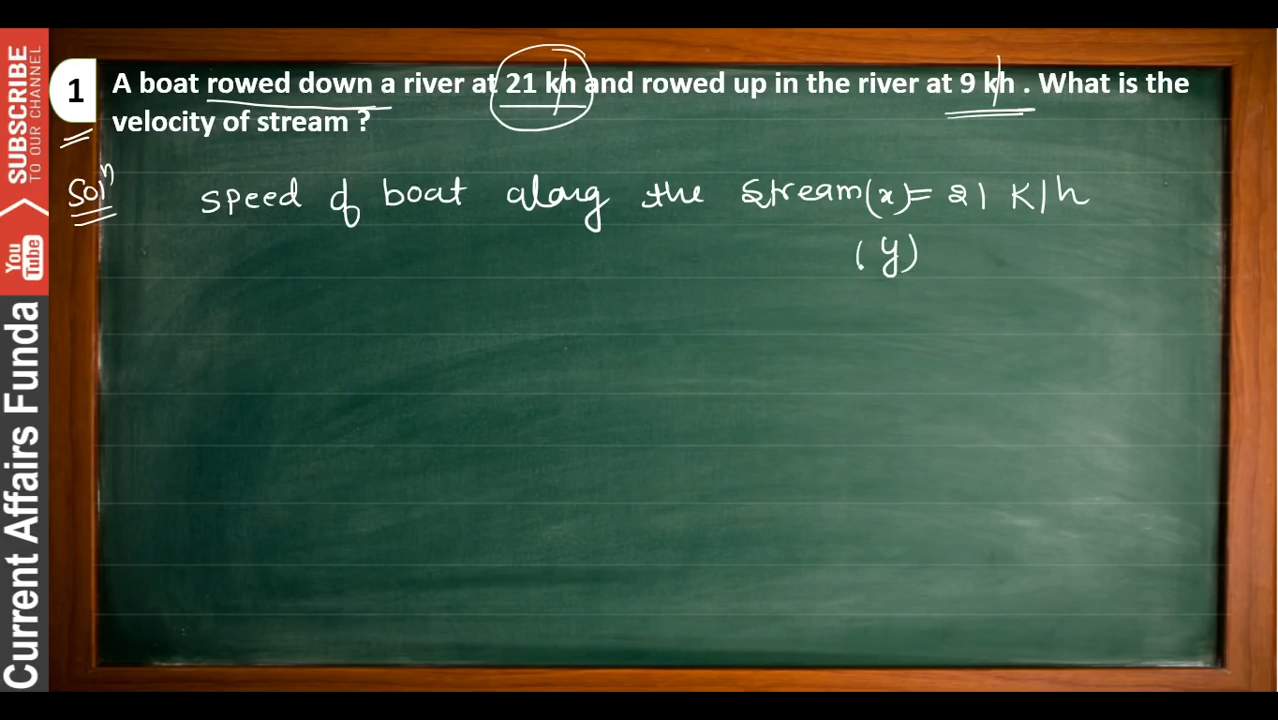 SUBSCRIBE
TO OUR CHANNEL
You
Tube
Current Affairs Funda
1
A boat rowed down a river at 21 k/h and rowed up in the river at 9 k/h . What is the
velocity of stream ?
Soln
speed of boat along the stream (x) = 21 K/h
(y)